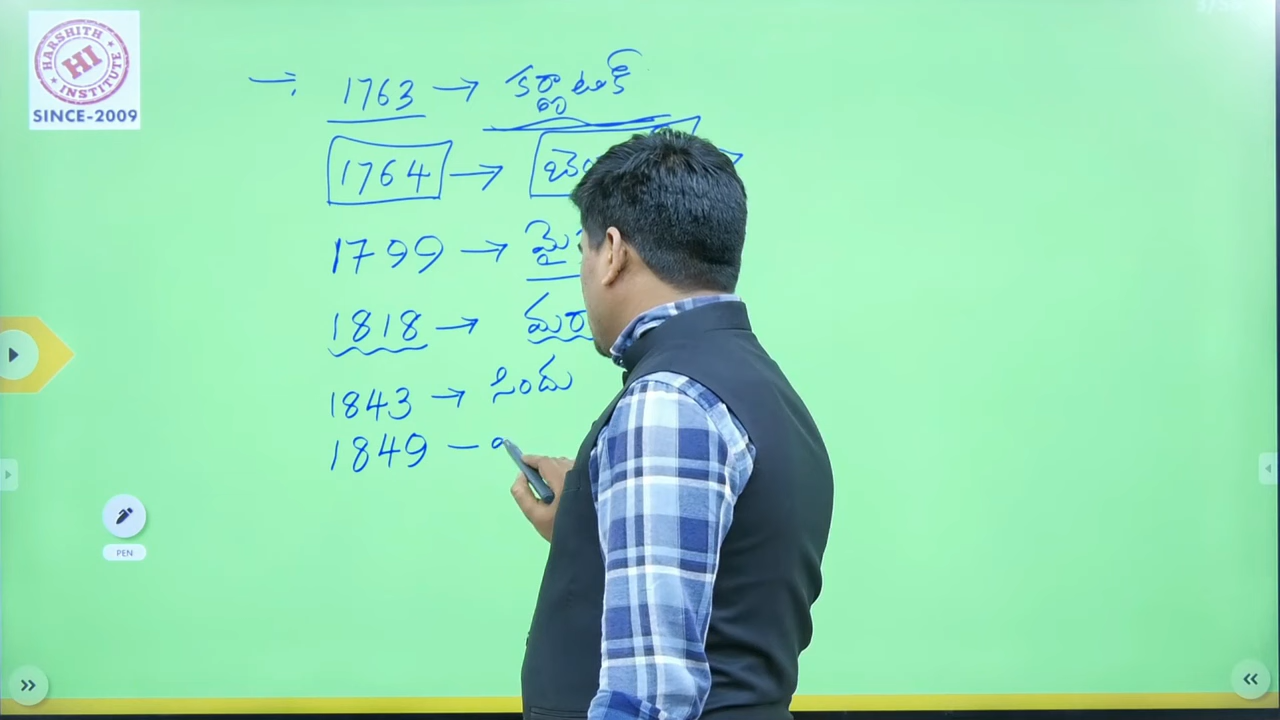 HARSHITH
HI
INSTITUTE
SINCE-2009
→ 1763 → కర్ణాటక్
1764 →
1799 →
1818 →
1843 → సింధు
1849 –
PEN